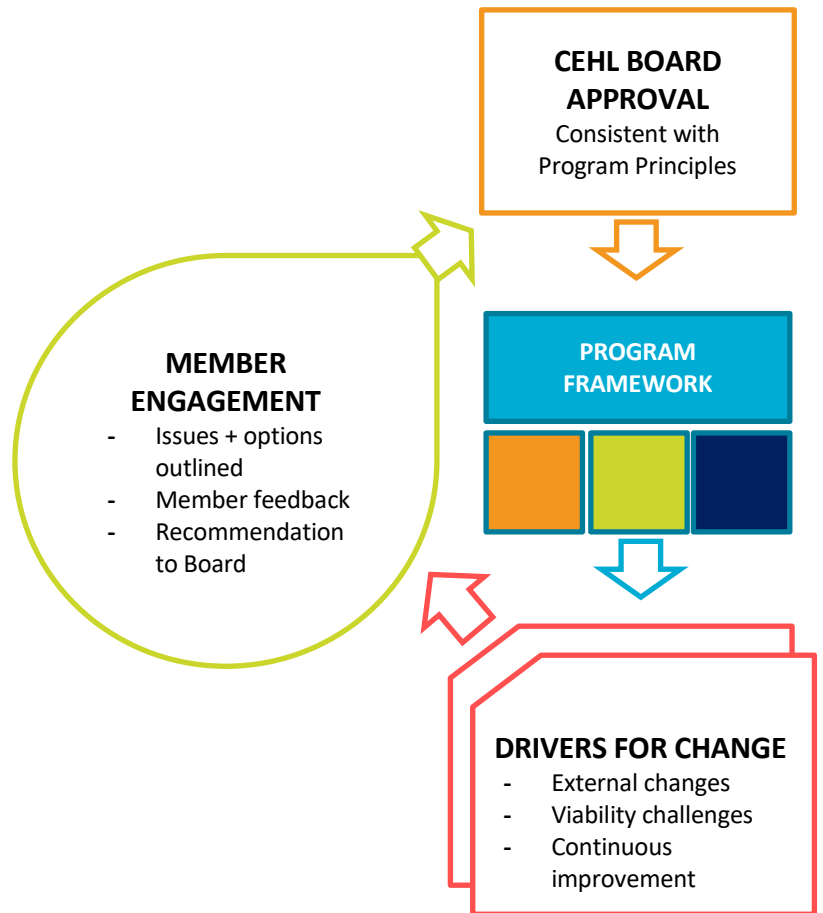 CEHL BOARD
APPROVAL
Consistent with
Program Principles
PROGRAM
FRAMEWORK
MEMBER
ENGAGEMENT
- Issues + options
outlined
- Member feedback
- Recommendation
to Board
DRIVERS FOR CHANGE
- External changes
- Viability challenges
- Continuous
improvement